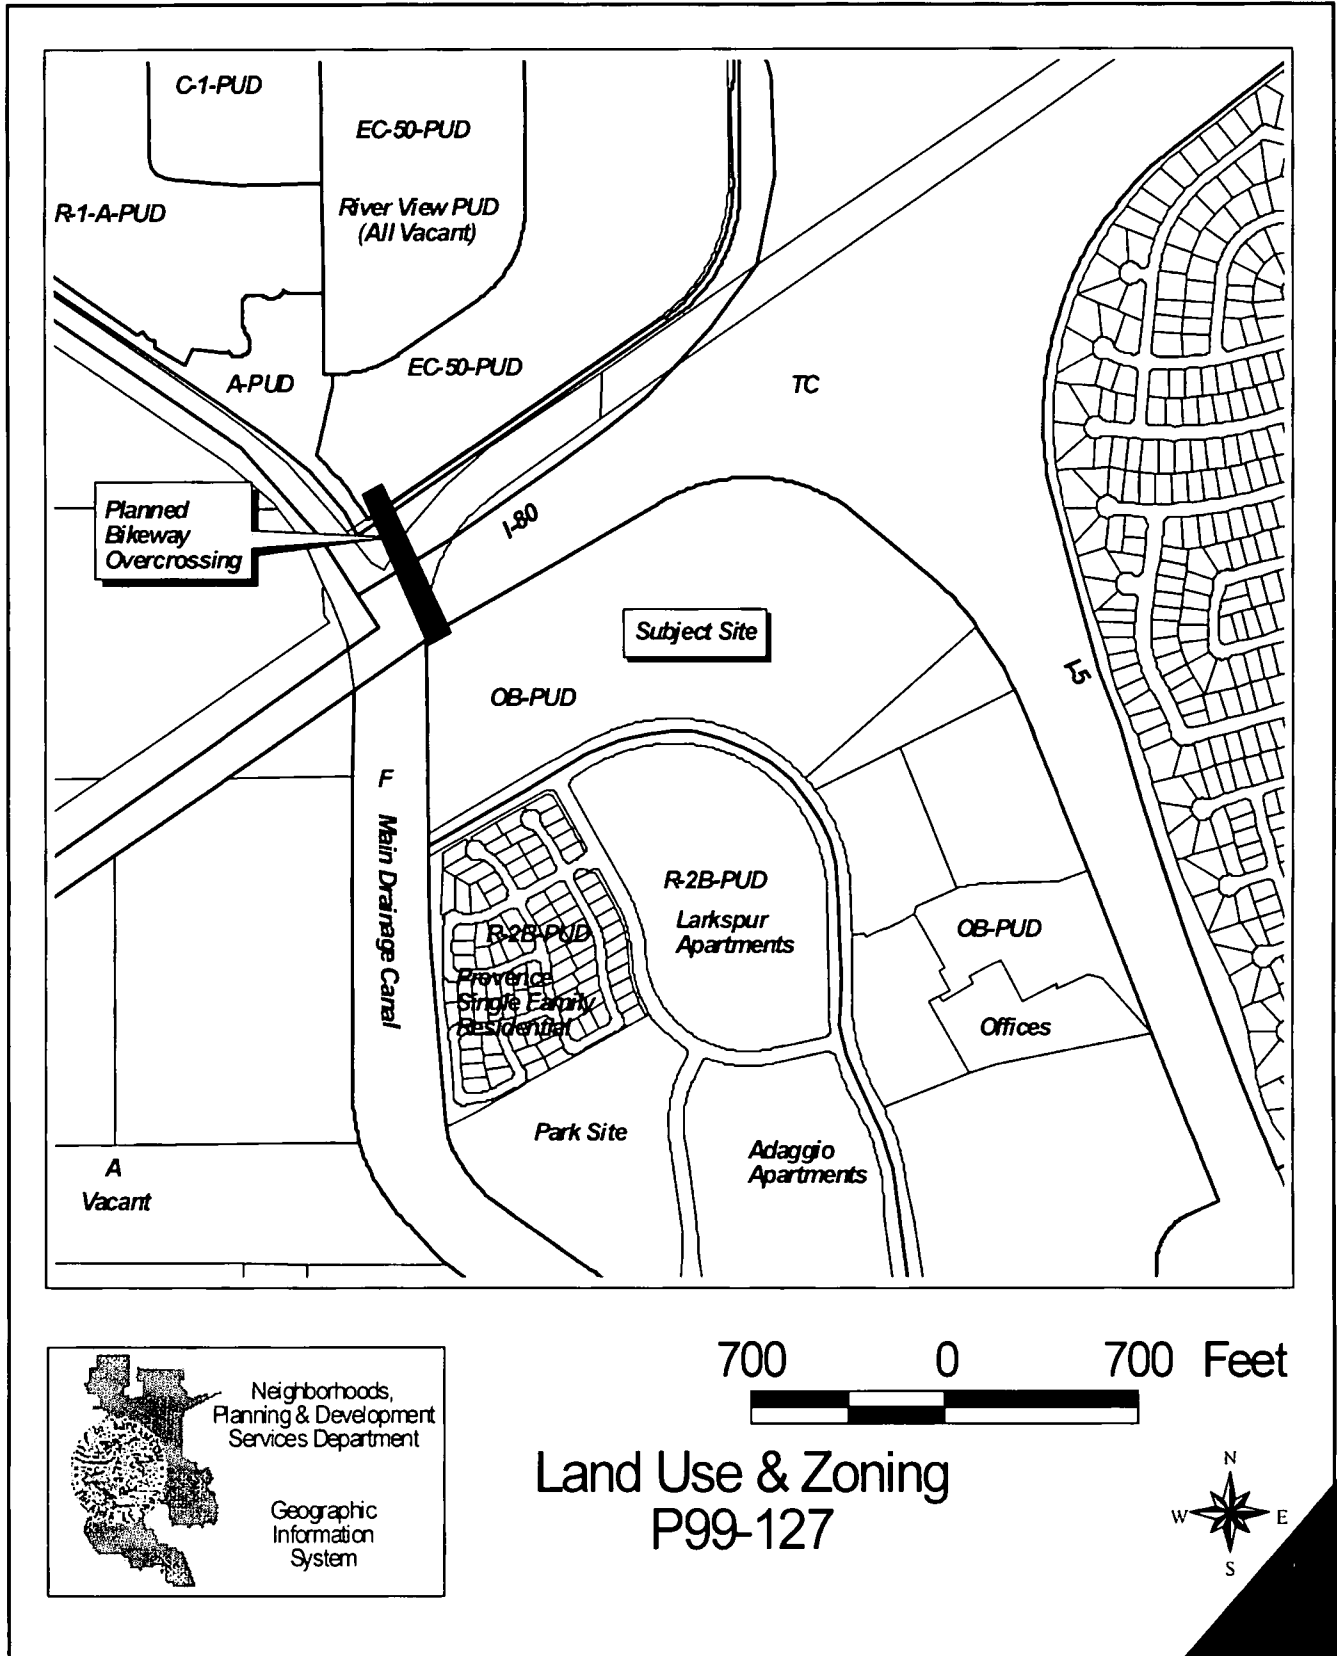 C-1-PUD
EC-50-PUD
R-1-A-PUD
River View PUD
(All Vacant)
A-PUD
EC-50-PUD
TC
Planned
Bikeway
Overcrossing
I-80
Subject Site
I-5
OB-PUD
F
Main Drainage Canal
R-2B-PUD
Larkspur
Apartments
R-2B-PUD
Provence
Single Family
Residential
OB-PUD
Offices
Park Site
Adaggio
Apartments
A
Vacant
700 0 700 Feet
Neighborhoods,
Planning & Development
Services Department
Geographic
Information
System
Land Use & Zoning
P99-127
N
W E
S